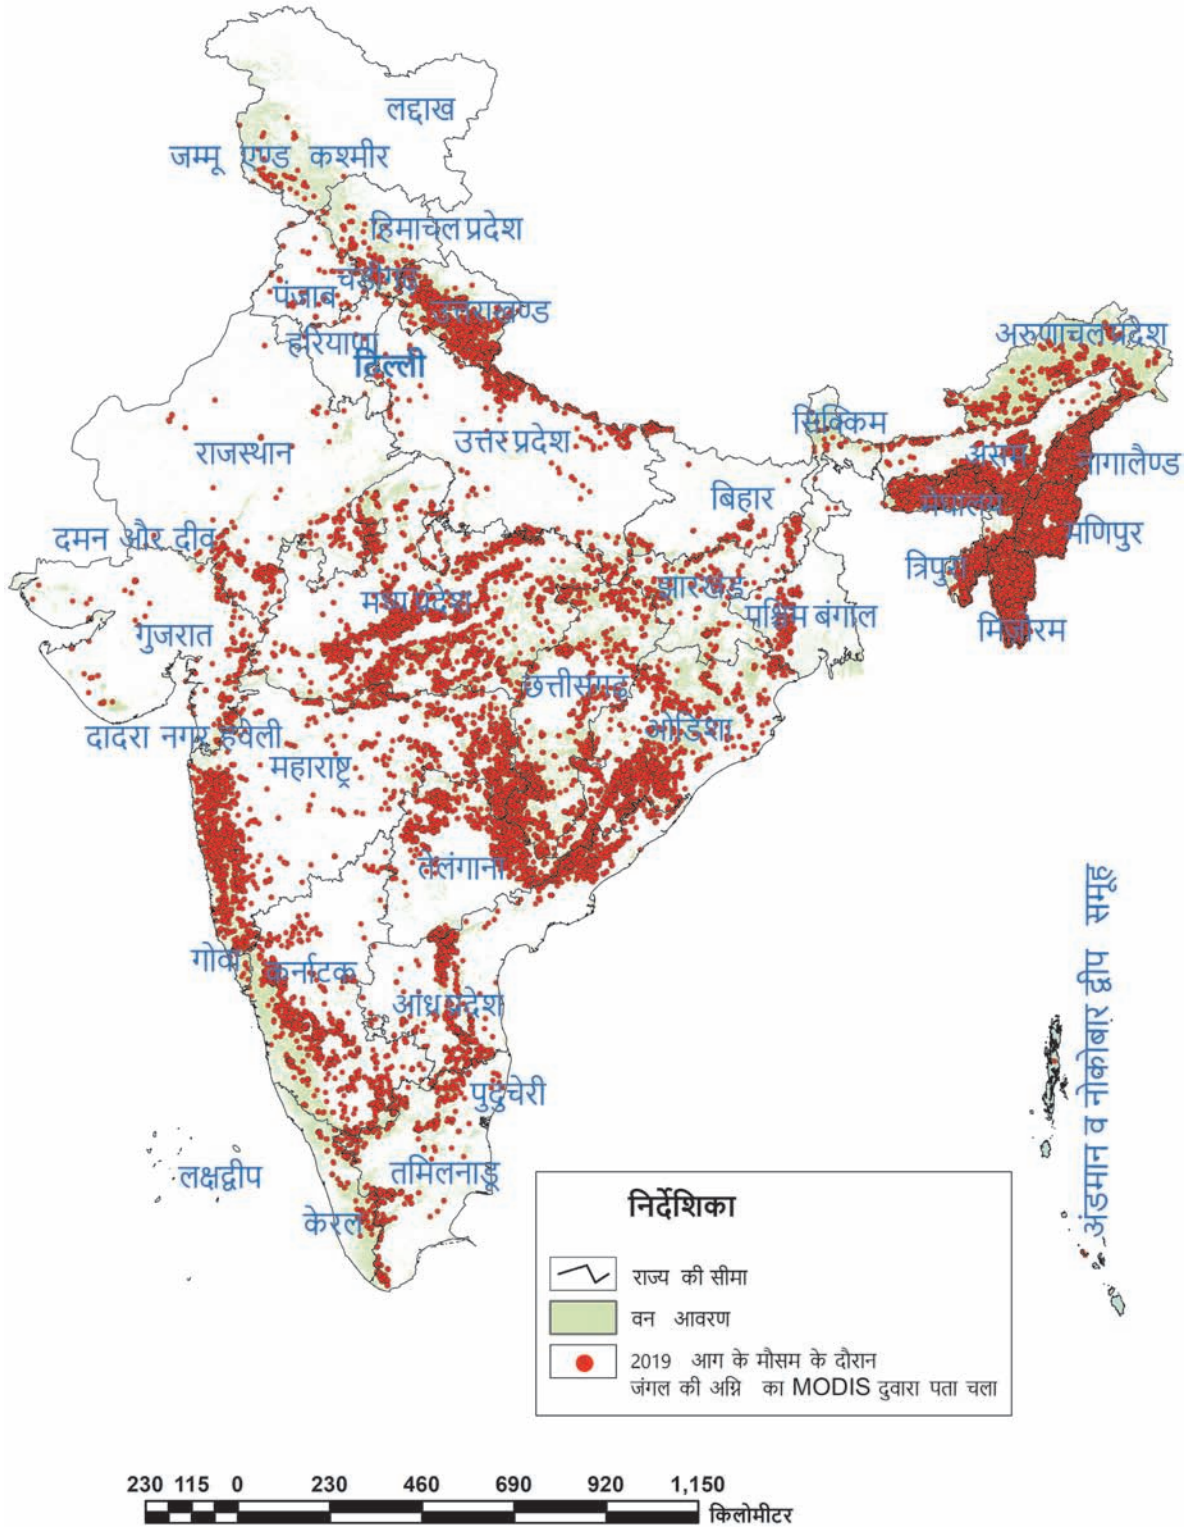 लद्दाख
जम्मू एण्ड कश्मीर
हिमाचल प्रदेश
चंडीगढ़
पंजाब
उत्तराखण्ड
हरियाणा
दिल्ली
अरुणाचल प्रदेश
सिक्किम
राजस्थान
उत्तर प्रदेश
असम
नागालैण्ड
बिहार
मेघालय
दमन और दीव
मणिपुर
त्रिपुरा
झारखंड
मध्य प्रदेश
पश्चिम बंगाल
गुजरात
मिजोरम
छत्तीसगढ़
ओडिशा
दादरा नगर हवेली
महाराष्ट्र
तेलंगाना
गोवा
कर्नाटक
आंध्र प्रदेश
पुदुचेरी
अंडमान व नोकोबार द्वीप समूह
लक्षद्वीप
तमिलनाडू
केरल
निर्देशिका
राज्य की सीमा
वन आवरण
2019 आग के मौसम के दौरान
जंगल की अग्नि का MODIS दुवारा पता चला
230 115 0 230 460 690 920 1,150
किलोमीटर